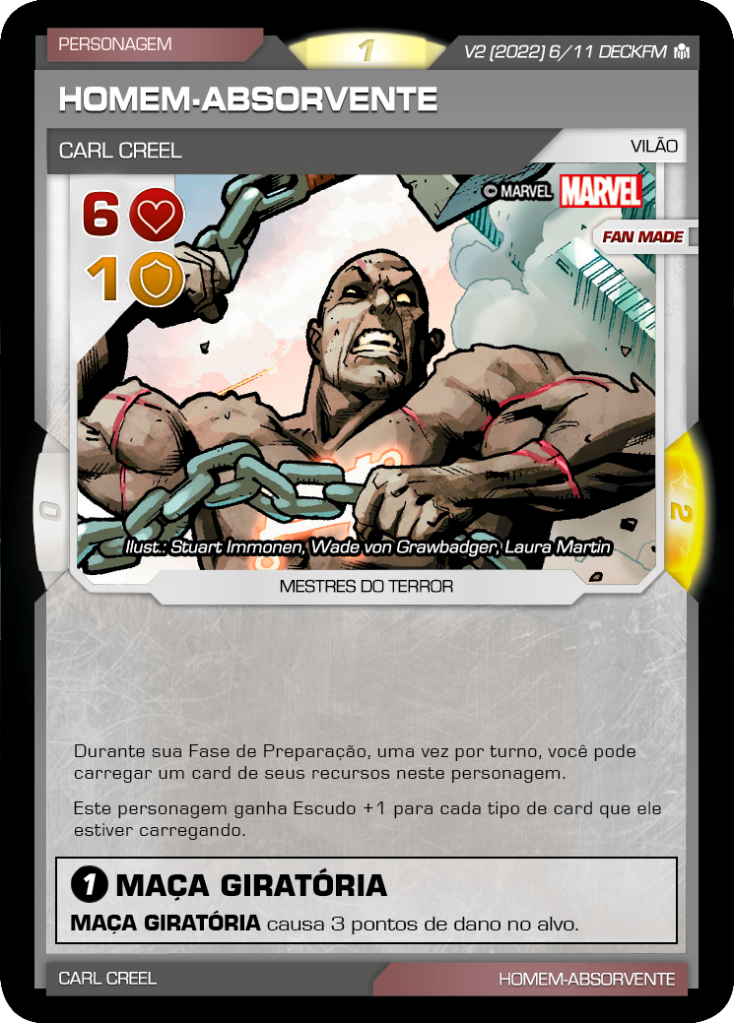 PERSONAGEM
1
V2 (2022) 6/11 DECKFM
HOMEM-ABSORVENTE
CARL CREEL
VILÃO
6
© MARVEL MARVEL
FAN MADE
1
0
2
Ilust.: Stuart Immonen, Wade von Grawbadger, Laura Martin
MESTRES DO TERROR
Durante sua Fase de Preparação, uma vez por turno, você pode
carregar um card de seus recursos neste personagem.
Este personagem ganha Escudo +1 para cada tipo de card que ele
estiver carregando.
1 MAÇA GIRATÓRIA
MAÇA GIRATÓRIA causa 3 pontos de dano no alvo.
CARL CREEL
HOMEM-ABSORVENTE